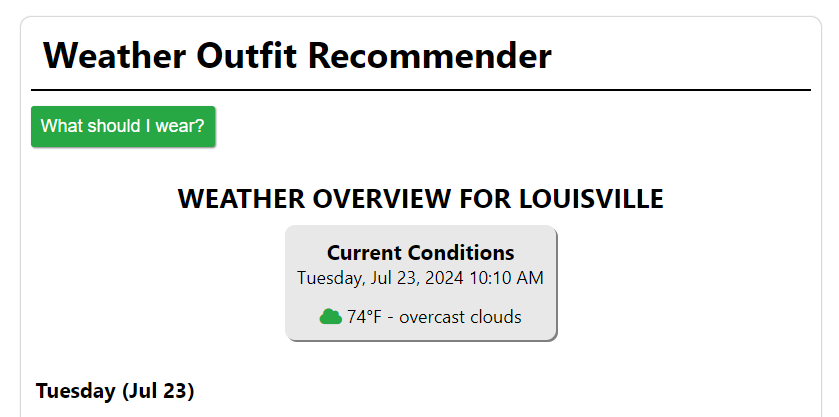 Weather Outfit Recommender
What should I wear?
WEATHER OVERVIEW FOR LOUISVILLE
Current Conditions
Tuesday, Jul 23, 2024 10:10 AM
74°F - overcast clouds
Tuesday (Jul 23)